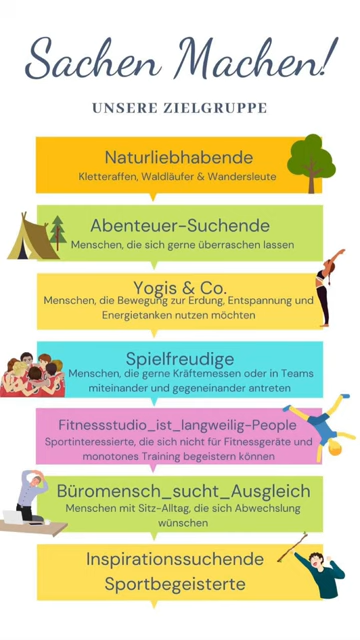 Sachen Machen!
UNSERE ZIELGRUPPE
Naturliebhabende
Kletteraffen, Waldläufer & Wandersleute
Abenteuer-Suchende
Menschen, die sich gerne überraschen lassen
Yogis & Co.
Menschen, die Bewegung zur Erdung, Entspannung und
Energietanken nutzen möchten
Spielfreudige
Menschen, die gerne Kräftemessen oder in Teams
miteinander und gegeneinander antreten
Fitnessstudio_ist_langweilig-People
Sportinteressierte, die sich nicht für Fitnessgeräte und
monotones Training begeistern können
Büromensch_sucht_Ausgleich
Menschen mit Sitz-Alltag, die sich Abwechslung
wünschen
Inspirationssuchende
Sportbegeisterte